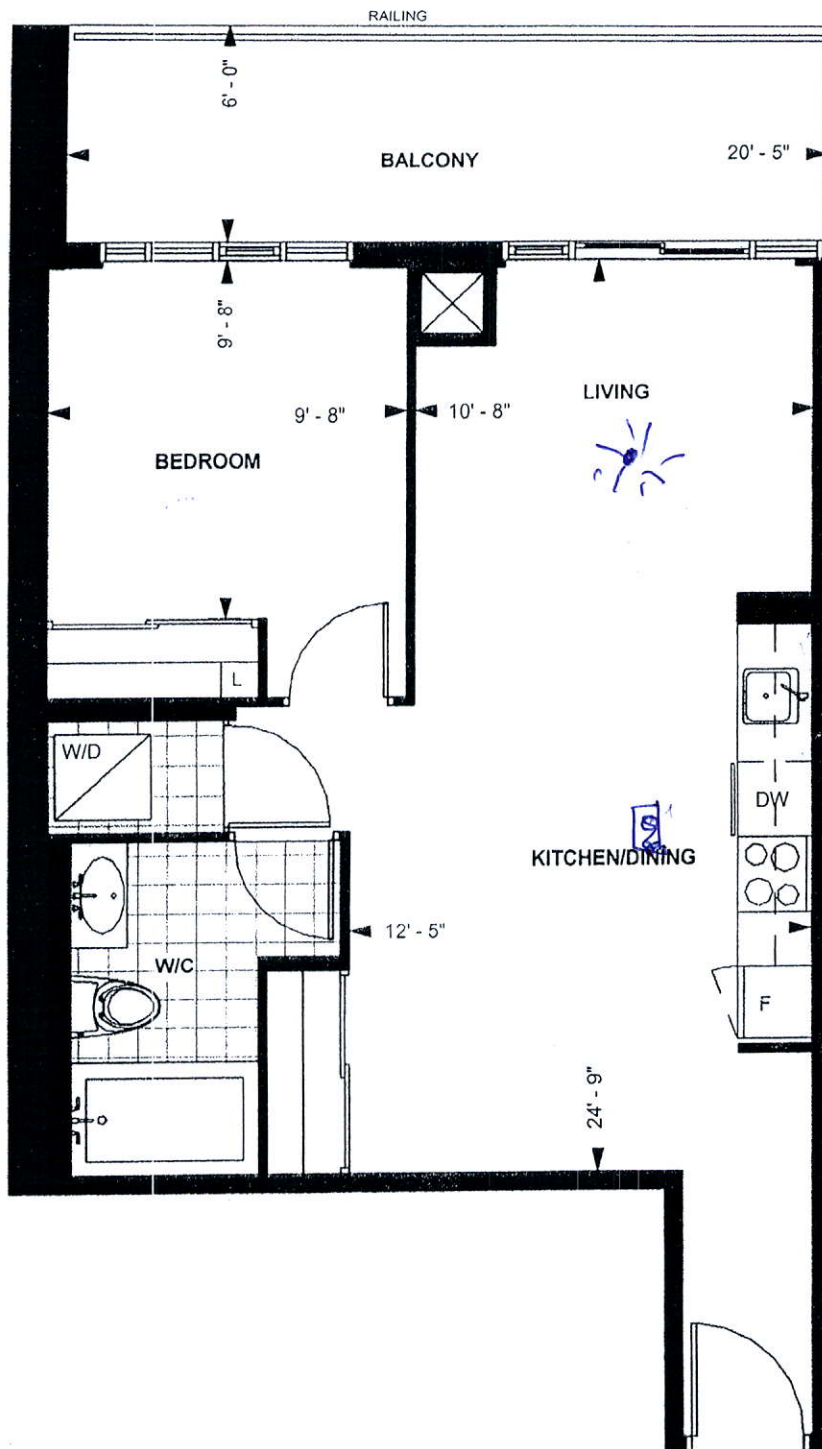 RAILING
6' - 0"
BALCONY
20' - 5"
9' - 8"
LIVING
9' - 8"
10' - 8"
BEDROOM
L
W/D
DW
KITCHEN/DINING
12' - 5"
W/C
F
24' - 9"